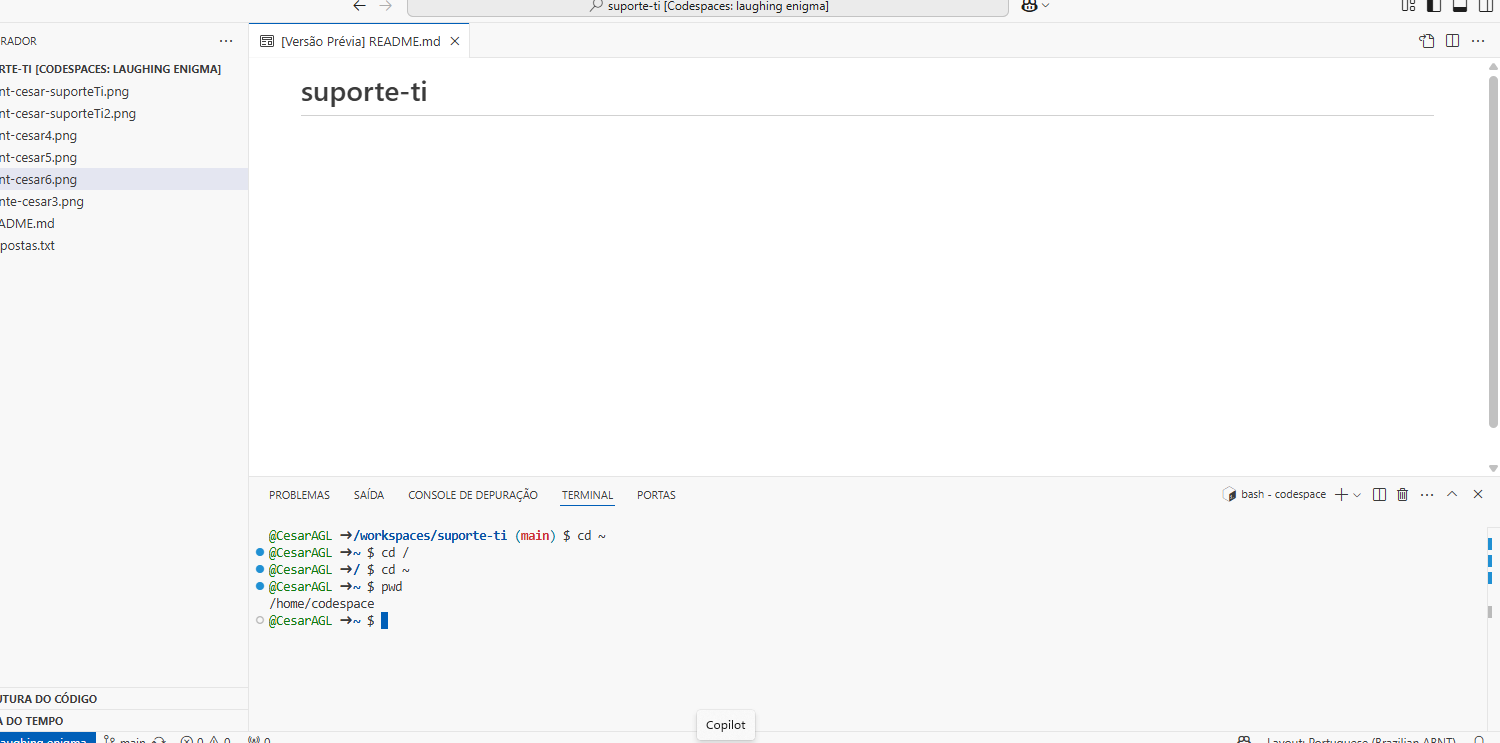 suporte-ti [Codespaces: laughing enigma]
RADOR
[Versão Prévia] README.md
RTE-TI [CODESPACES: LAUGHING ENIGMA]
nt-cesar-suporteTi.png
nt-cesar-suporteTi2.png
nt-cesar4.png
nt-cesar5.png
nt-cesar6.png
nte-cesar3.png
ADME.md
postas.txt
suporte-ti
PROBLEMAS SAÍDA CONSOLE DE DEPURAÇÃO TERMINAL PORTAS
bash - codespace
@CesarAGL ➜/workspaces/suporte-ti (main) $ cd ~
@CesarAGL ➜~ $ cd /
@CesarAGL ➜/ $ cd ~
@CesarAGL ➜~ $ pwd
/home/codespace
@CesarAGL ➜~ $
UTURA DO CÓDIGO
A DO TEMPO
Copilot
laughing enigma main 0 0 0 Layout: Portuguese (Brazilian ABNT)